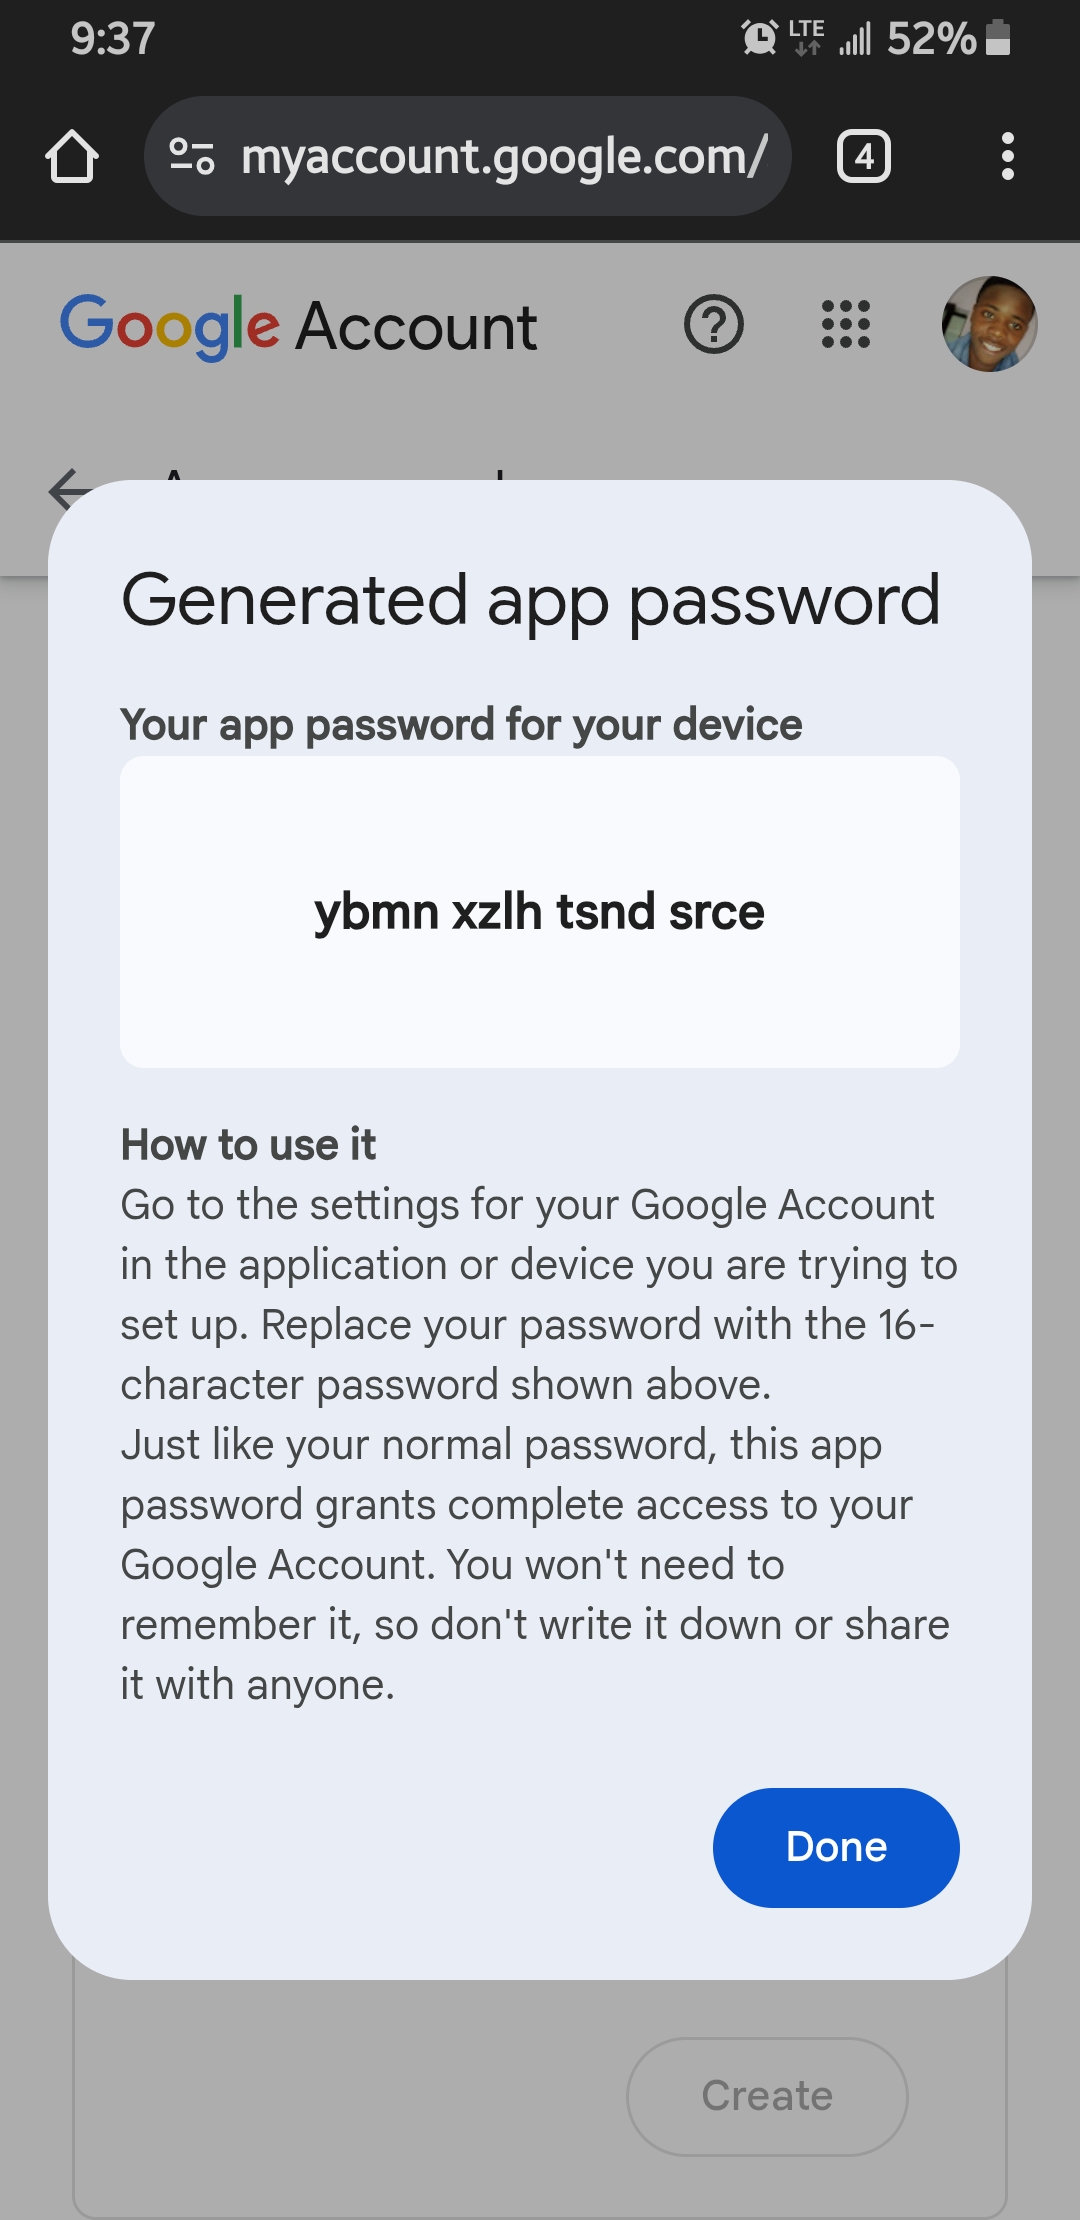 9:37
LTE
52%
myaccount.google.com/
4
Google Account
Generated app password
Your app password for your device
ybmn xzlh tsnd srce
How to use it
Go to the settings for your Google Account
in the application or device you are trying to
set up. Replace your password with the 16-
character password shown above.
Just like your normal password, this app
password grants complete access to your
Google Account. You won't need to
remember it, so don't write it down or share
it with anyone.
Done
Create